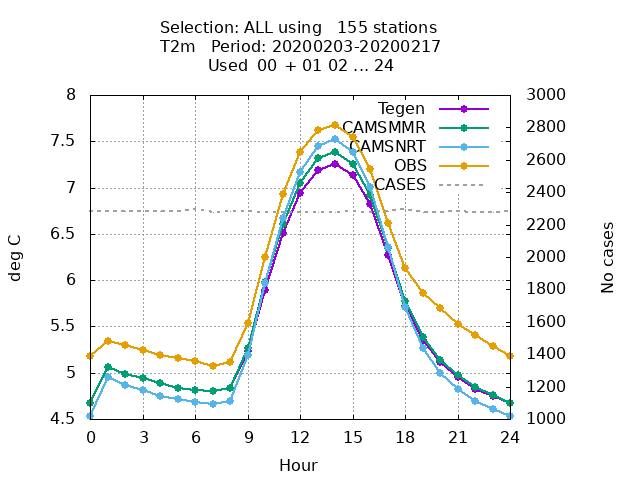 Selection: ALL using   155 stations
T2m   Period: 20200203-20200217
Used  00 + 01 02 ... 24
8
7.5
7
6.5
6
5.5
5
4.5
deg C
3000
2800
2600
2400
2200
2000
1800
1600
1400
1200
1000
No cases
Tegen
CAMSMMR
CAMSNRT
OBS
CASES
0 3 6 9 12 15 18 21 24
Hour